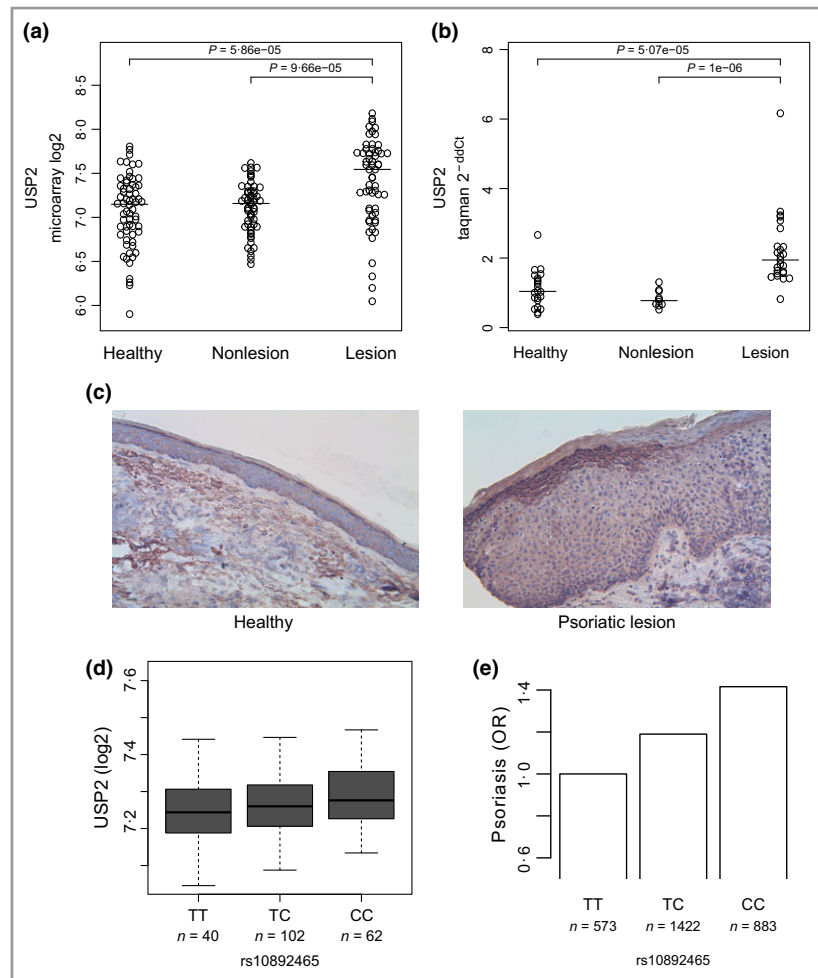 (a)
P = 5·86e−05
P = 9·66e−05
USP2
microarray log2
8·5
8·0
7·5
7·0
6·5
6·0
Healthy Nonlesion Lesion
(b)
P = 5·07e−05
P = 1e−06
USP2
taqman 2−ddCt
8
6
4
2
0
Healthy Nonlesion Lesion
(c)
Healthy
Psoriatic lesion
(d)
USP2 (log2)
7·6
7·4
7·2
TT TC CC
n = 40 n = 102 n = 62
rs10892465
(e)
Psoriasis (OR)
1·4
1·0
0·6
TT TC CC
n = 573 n = 1422 n = 883
rs10892465